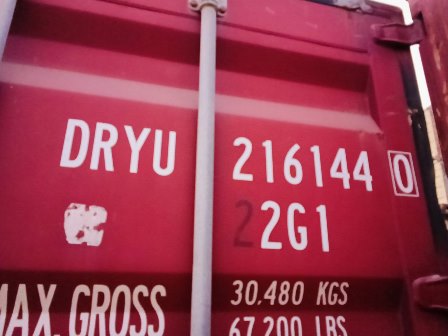 DRYU 216144 0
22G1
MAX. GROSS 30.480 KGS
67.200 LBS